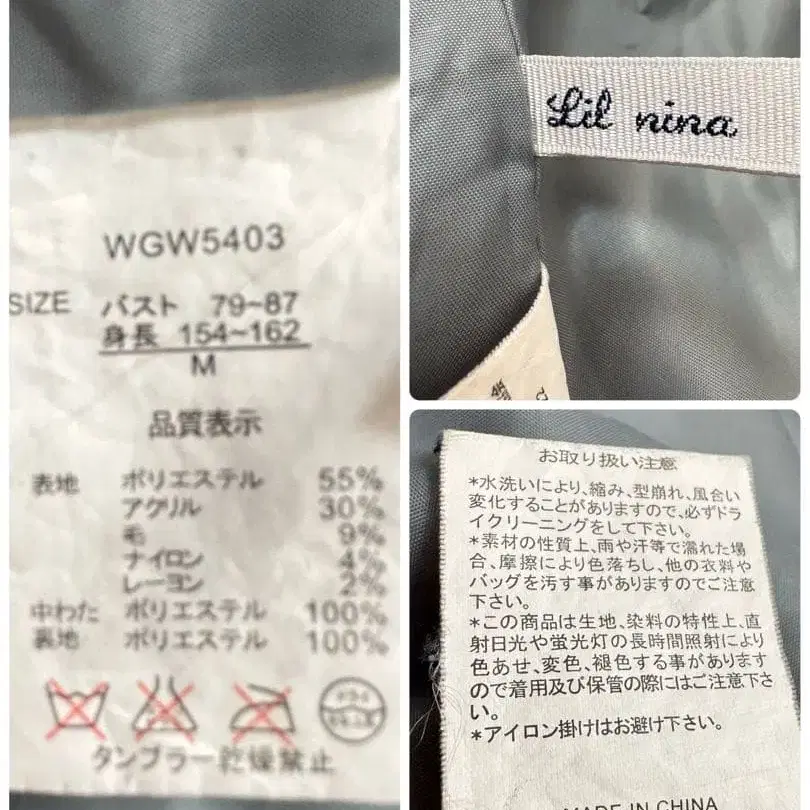 WGW5403
SIZE バスト 79~87
身長 154~162
M
品質表示
表地 ポリエステル 55%
アクリル 30%
毛 9%
ナイロン 4%
レーヨン 2%
中わた ポリエステル 100%
裏地 ポリエステル 100%
タンブラー乾燥禁止
Lil nina
お取り扱い注意
*水洗いにより、縮み、型崩れ、風合い
変化することがありますので、必ずドラ
イクリーニングをして下さい。
*素材の性質上、雨や汗等で濡れた場
合、摩擦により色落ちし、他の衣料や
バッグを汚す事がありますのでご注意
下さい。
*この商品は生地、染料の特性上、直
射日光や蛍光灯の長時間照射により
色あせ、変色、褪色する事があります
ので着用及び保管の際にはご注意下さ
い。
*アイロン掛けはお避け下さい。
MADE IN CHINA